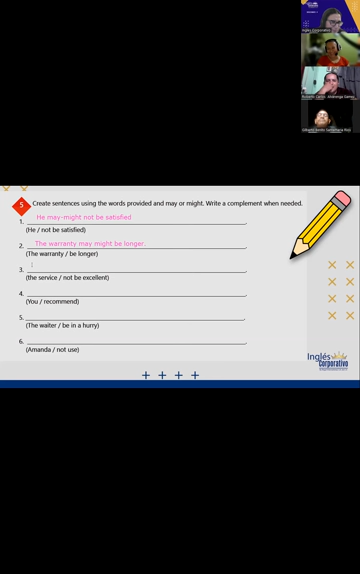 Inglés Corporativo
5
Create sentences using the words provided and may or might. Write a complement when needed.
He may-might not be satisfied
1.
(He / not be satisfied)
The warranty may might be longer.
2.
(The warranty / be longer)
3.
(the service / not be excellent)
4.
(You / recommend)
5.
(The waiter / be in a hurry)
6.
(Amanda / not use)
Inglés
Corporativo